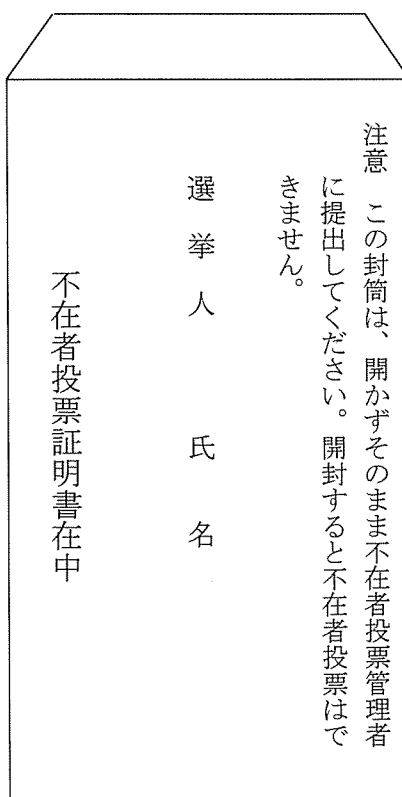 注意　この封筒は、開かずそのまま不在者投票管理者
に提出してください。開封すると不在者投票はで
きません。
選挙人　氏名
不在者投票証明書在中